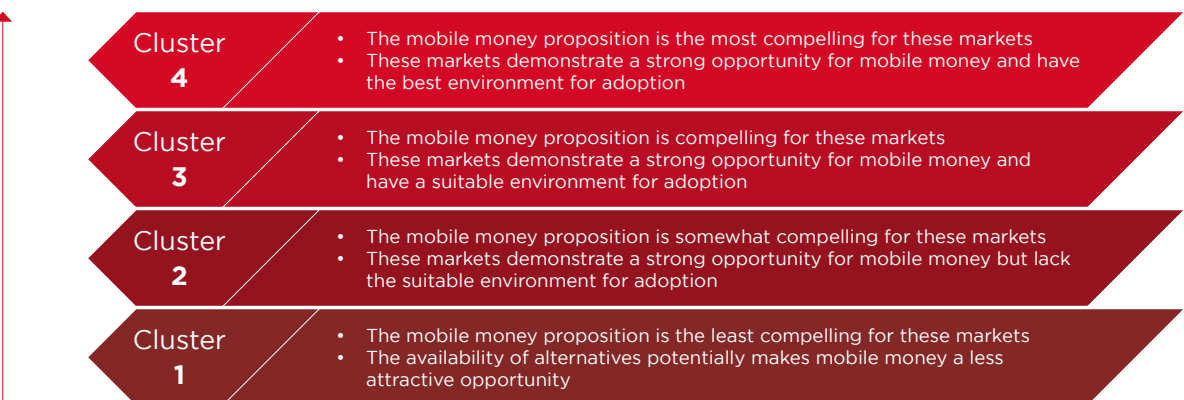 Cluster
4
• The mobile money proposition is the most compelling for these markets
• These markets demonstrate a strong opportunity for mobile money and have
the best environment for adoption
Cluster
3
• The mobile money proposition is compelling for these markets
• These markets demonstrate a strong opportunity for mobile money and
have a suitable environment for adoption
Cluster
2
• The mobile money proposition is somewhat compelling for these markets
• These markets demonstrate a strong opportunity for mobile money but lack
the suitable environment for adoption
Cluster
1
• The mobile money proposition is the least compelling for these markets
• The availability of alternatives potentially makes mobile money a less
attractive opportunity